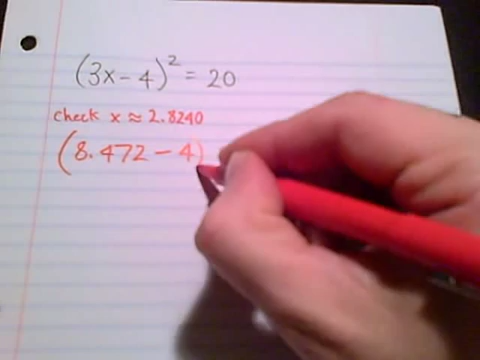 (3x - 4)² = 20
check x ≈ 2.8240
(8.472 - 4)